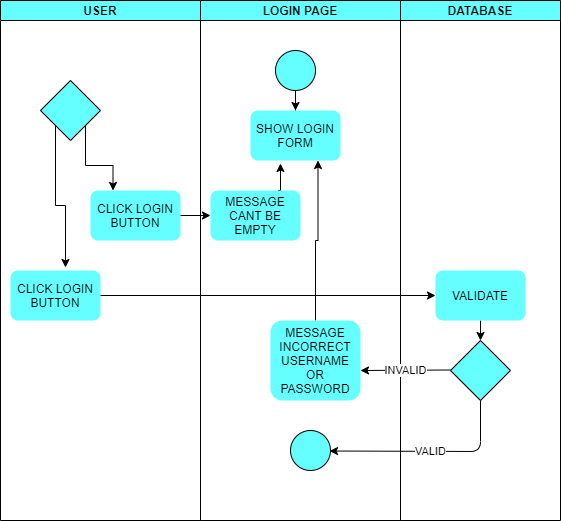 USER
LOGIN PAGE
DATABASE
SHOW LOGIN
FORM
CLICK LOGIN
BUTTON
MESSAGE
CANT BE
EMPTY
CLICK LOGIN
BUTTON
VALIDATE
MESSAGE
INCORRECT
USERNAME
OR
PASSWORD
INVALID
VALID